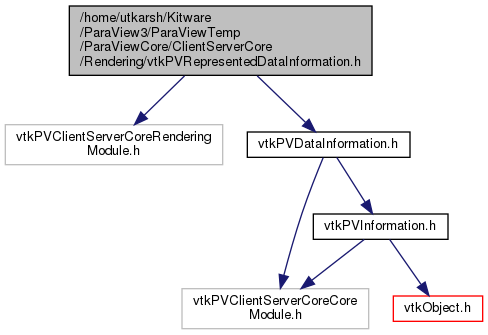 /home/utkarsh/Kitware
/ParaView3/ParaViewTemp
/ParaViewCore/ClientServerCore
/Rendering/vtkPVRepresentedDataInformation.h
vtkPVClientServerCoreRendering
Module.h
vtkPVDataInformation.h
vtkPVInformation.h
vtkPVClientServerCoreCore
Module.h
vtkObject.h